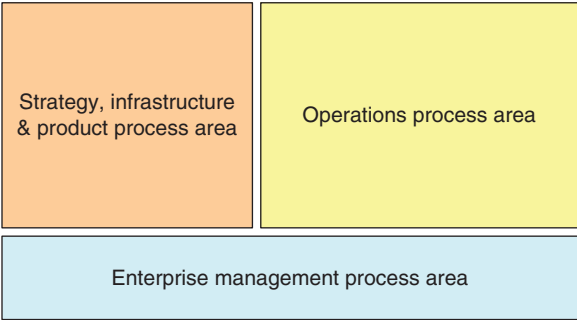 Strategy, infrastructure
& product process area
Operations process area
Enterprise management process area